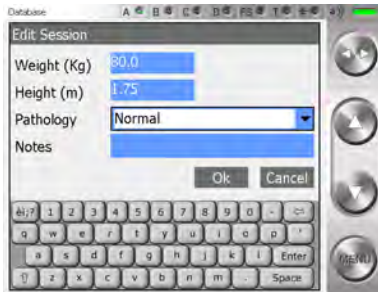 Database A B C D FS T
Edit Session
Weight (Kg) 80.0
Height (m) 1.75
Pathology Normal
Notes
Ok Cancel
èì;? 1 2 3 4 5 6 7 8 9 0 -
q w e r t y u i o p '
a s d f g h j k l Enter
z x c v b n m . Space
MENU